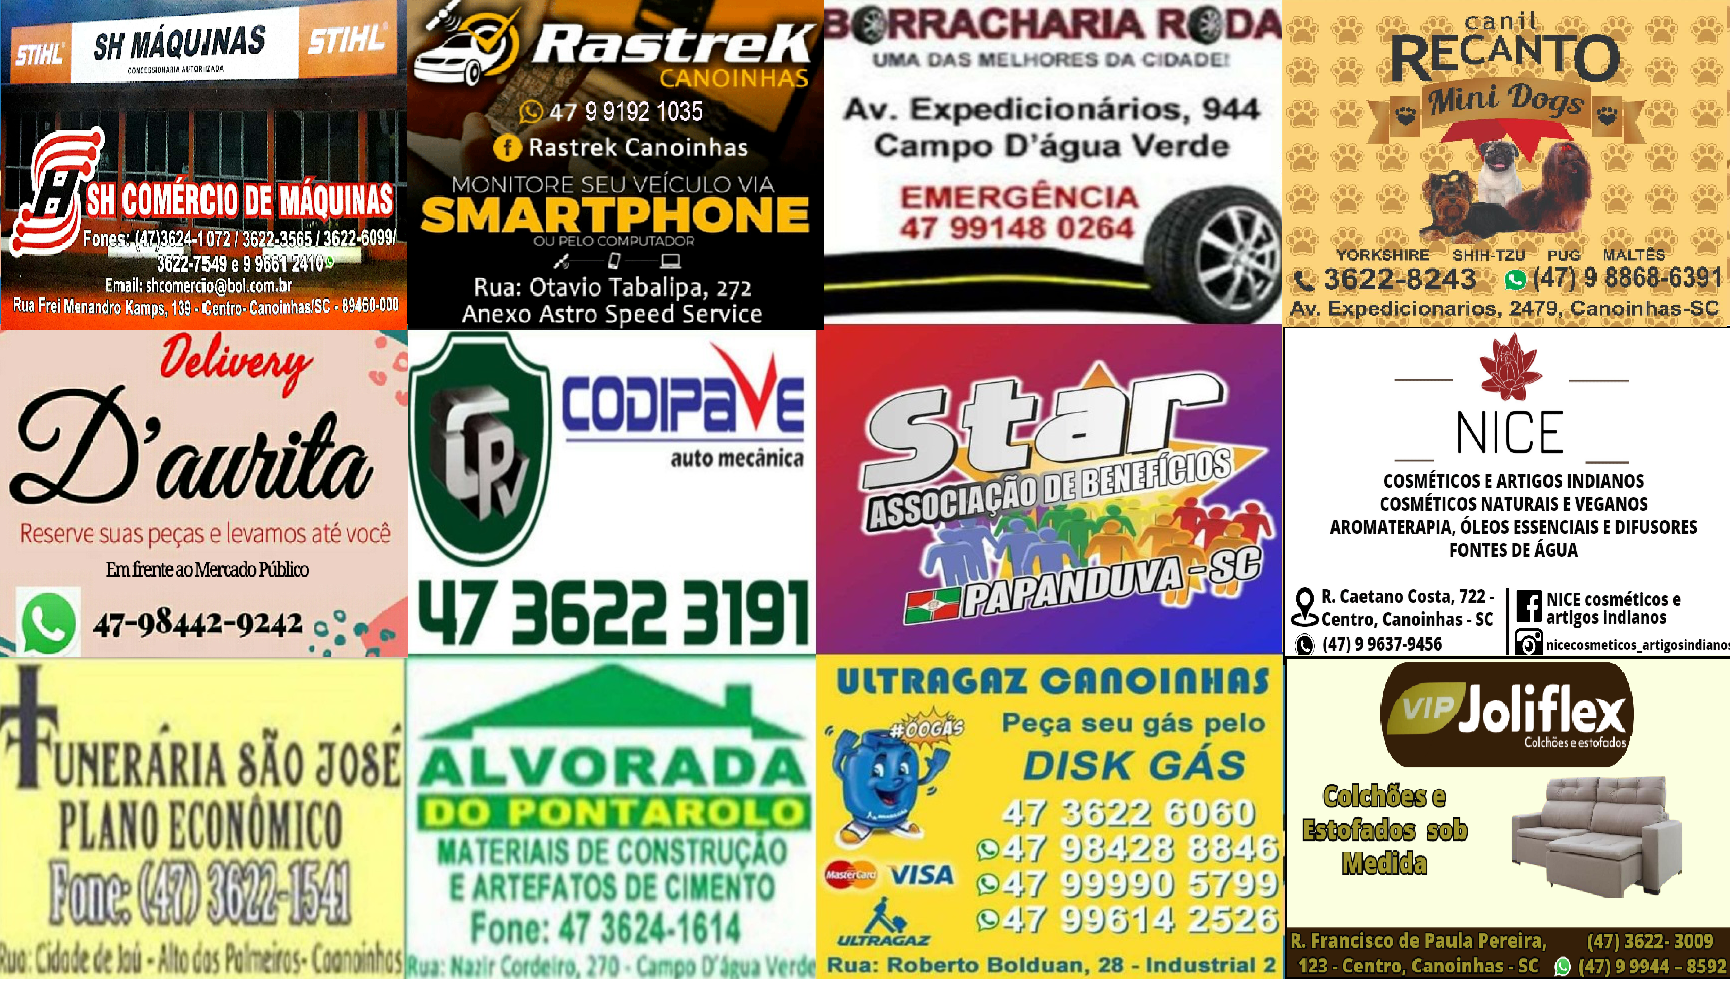 STIHL
SH MÁQUINAS
CONCESSIONARIA AUTORIZADA
STIHL
SH COMÉRCIO DE MÁQUINAS
Fones: (47)3624-1072 / 3622-3565 / 3622-6099/
3622-7549 e 9 9661 2410
Email: shcomercio@bol.com.br
Rua Frei Menandro Kamps, 139 - Centro- Canoinhas/SC - 89460-000
RastreK
CANOINHAS
47 9 9192 1035
Rastrek Canoinhas
MONITORE SEU VEÍCULO VIA
SMARTPHONE
OU PELO COMPUTADOR
Rua: Otavio Tabalipa, 272
Anexo Astro Speed Service
BORRACHARIA RODA
UMA DAS MELHORES DA CIDADE!
Av. Expedicionários, 944
Campo D'água Verde
EMERGÊNCIA
47 99148 0264
canil
RECANTO
Mini Dogs
YORKSHIRE SHIH-TZU PUG MALTÊS
3622-8243 (47) 9 8868-6391
Av. Expedicionarios, 2479, Canoinhas-SC
Delivery
D'aurita
Reserve suas peças e levamos até você
Em frente ao Mercado Público
47-98442-9242
CPV
CODIPAVE
auto mecânica
47 3622 3191
star
ASSOCIAÇÃO DE BENEFÍCIOS
PAPANDUVA - SC
NICE
COSMÉTICOS E ARTIGOS INDIANOS
COSMÉTICOS NATURAIS E VEGANOS
AROMATERAPIA, ÓLEOS ESSENCIAIS E DIFUSORES
FONTES DE ÁGUA
R. Caetano Costa, 722 -
Centro, Canoinhas - SC
(47) 9 9637-9456
NICE cosméticos e
artigos indianos
nicecosmeticos_artigosindianos
FUNERÁRIA SÃO JOSÉ
PLANO ECONÔMICO
Fone: (47) 3622-1541
Rua: Cidade de Jaú - Alto das Palmeiras- Canoinhas
ALVORADA
DO PONTAROLO
MATERIAIS DE CONSTRUÇÃO
E ARTEFATOS DE CIMENTO
Fone: 47 3624-1614
Rua: Nazir Cordeiro, 270 - Campo D'água Verde
ULTRAGAZ CANOINHAS
#OOGÁS
Peça seu gás pelo
DISK GÁS
47 3622 6060
47 98428 8846
47 99990 5799
47 99614 2526
MasterCard VISA
ULTRAGAZ
Rua: Roberto Bolduan, 28 - Industrial 2
VIP Joliflex
Colchões e estofados
Colchões e
Estofados sob
Medida
R. Francisco de Paula Pereira,
123 - Centro, Canoinhas - SC
(47) 3622- 3009
(47) 9 9944 – 8592